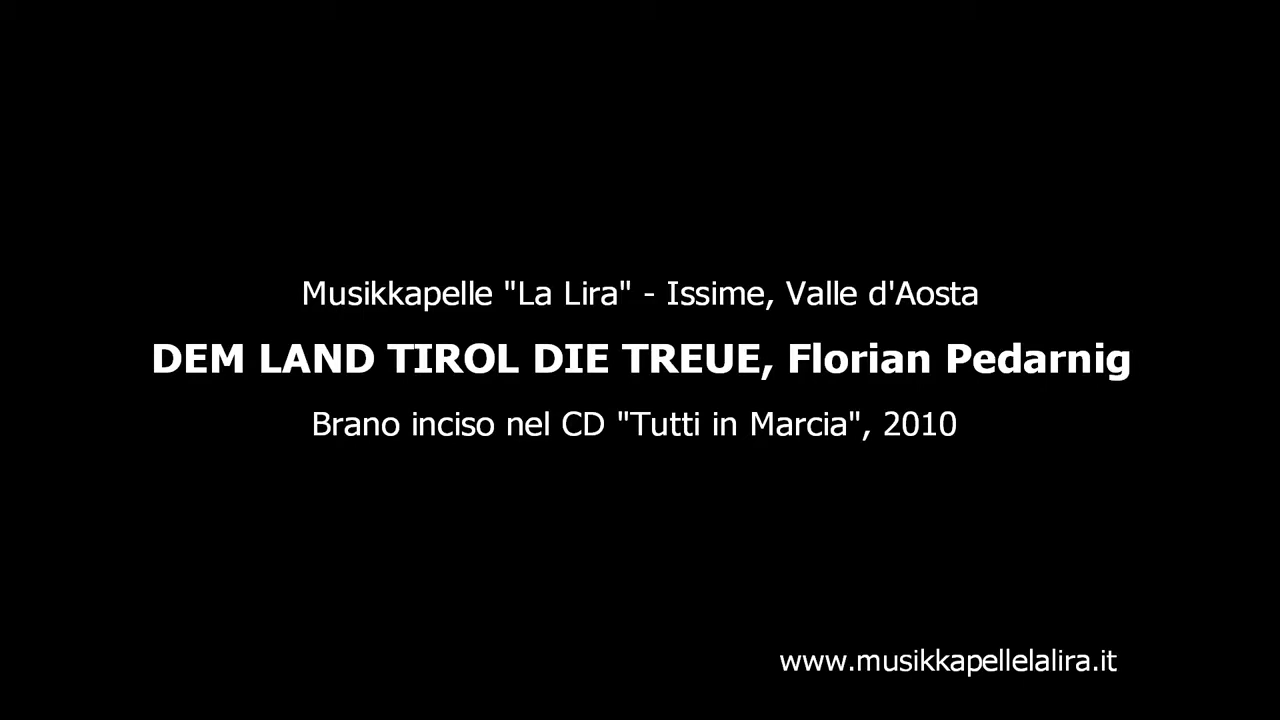 Musikkapelle "La Lira" - Issime, Valle d'Aosta
DEM LAND TIROL DIE TREUE, Florian Pedarnig
Brano inciso nel CD "Tutti in Marcia", 2010
www.musikkapellelalira.it